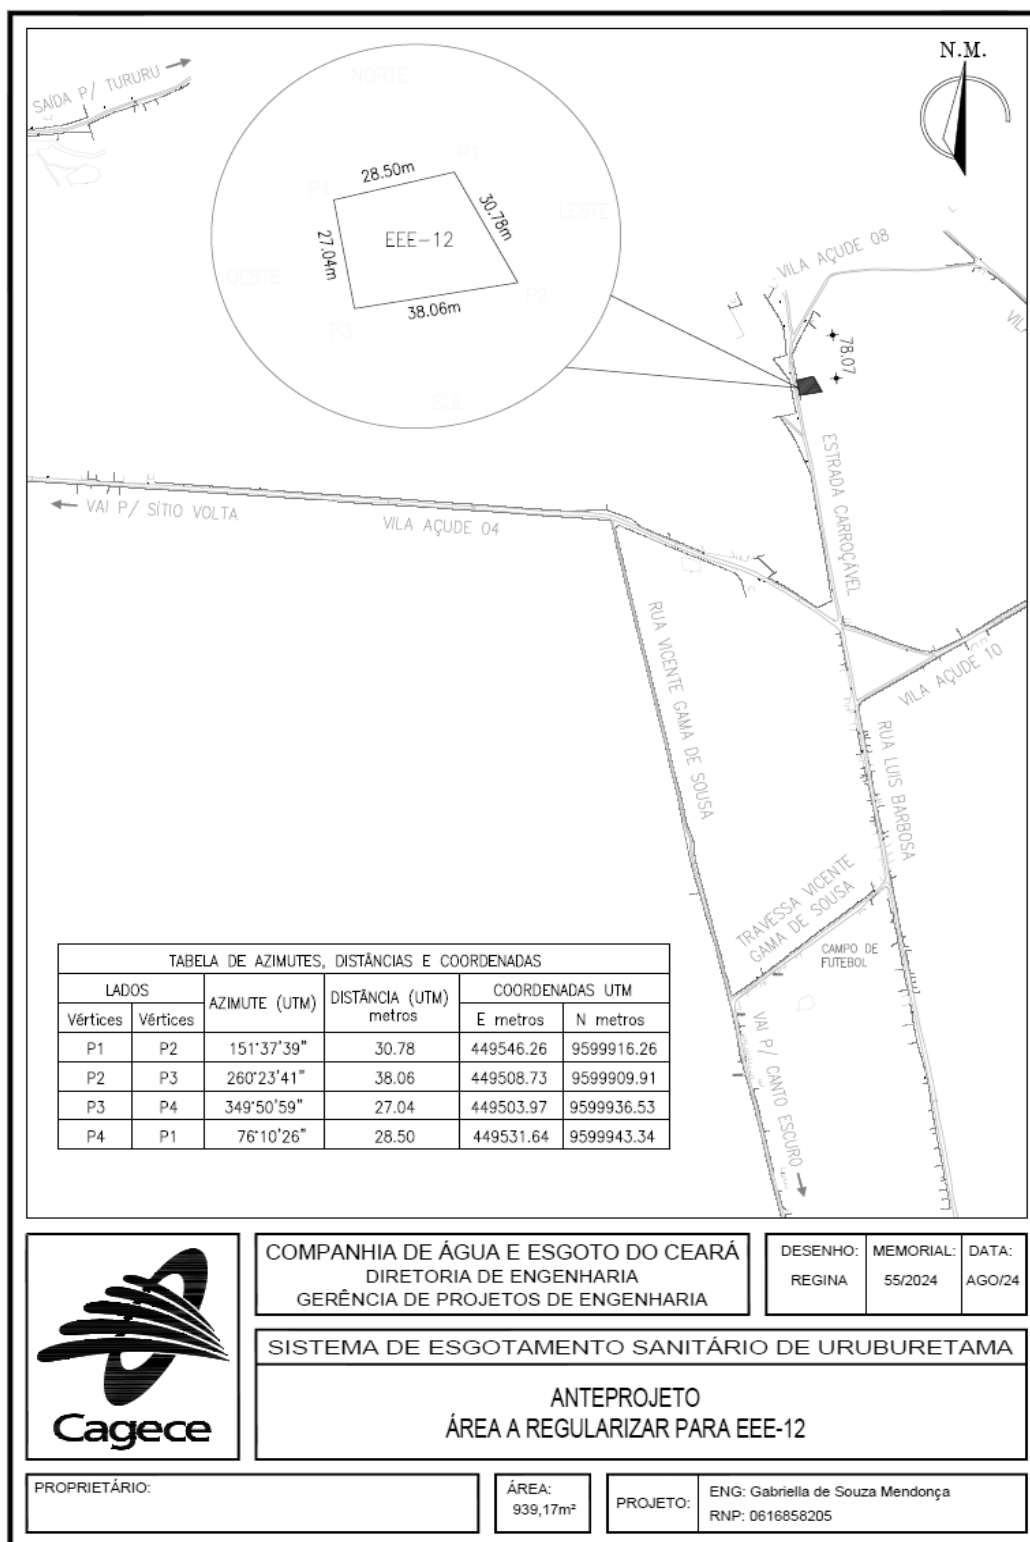 N.M.
SAÍDA P/ TURURU
NORTE
P1
28.50m
P4
30.78m
LESTE
EEE-12
27.04m
OESTE
P2
38.06m
P3
SUL
VILA AÇUDE 08
78.07
ESTRADA CARROÇÁVEL
VAI P/ SÍTIO VOLTA
VILA AÇUDE 04
RUA VICENTE GAMA DE SOUSA
VILA AÇUDE 10
RUA LUIS BARBOSA
TRAVESSA VICENTE
GAMA DE SOUSA
CAMPO DE
FUTEBOL
VAI P/ CANTO ESCURO
TABELA DE AZIMUTES, DISTÂNCIAS E COORDENADAS
LADOS AZIMUTE (UTM) DISTÂNCIA (UTM) metros COORDENADAS UTM
Vértices Vértices E metros N metros
P1 P2 151°37'39" 30.78 449546.26 9599916.26
P2 P3 260°23'41" 38.06 449508.73 9599909.91
P3 P4 349°50'59" 27.04 449503.97 9599936.53
P4 P1 76°10'26" 28.50 449531.64 9599943.34
Cagece
COMPANHIA DE ÁGUA E ESGOTO DO CEARÁ
DIRETORIA DE ENGENHARIA
GERÊNCIA DE PROJETOS DE ENGENHARIA
DESENHO: MEMORIAL: DATA:
REGINA 55/2024 AGO/24
SISTEMA DE ESGOTAMENTO SANITÁRIO DE URUBURETAMA
ANTEPROJETO
ÁREA A REGULARIZAR PARA EEE-12
PROPRIETÁRIO:
ÁREA:
939,17m²
PROJETO:
ENG: Gabriella de Souza Mendonça
RNP: 0616858205